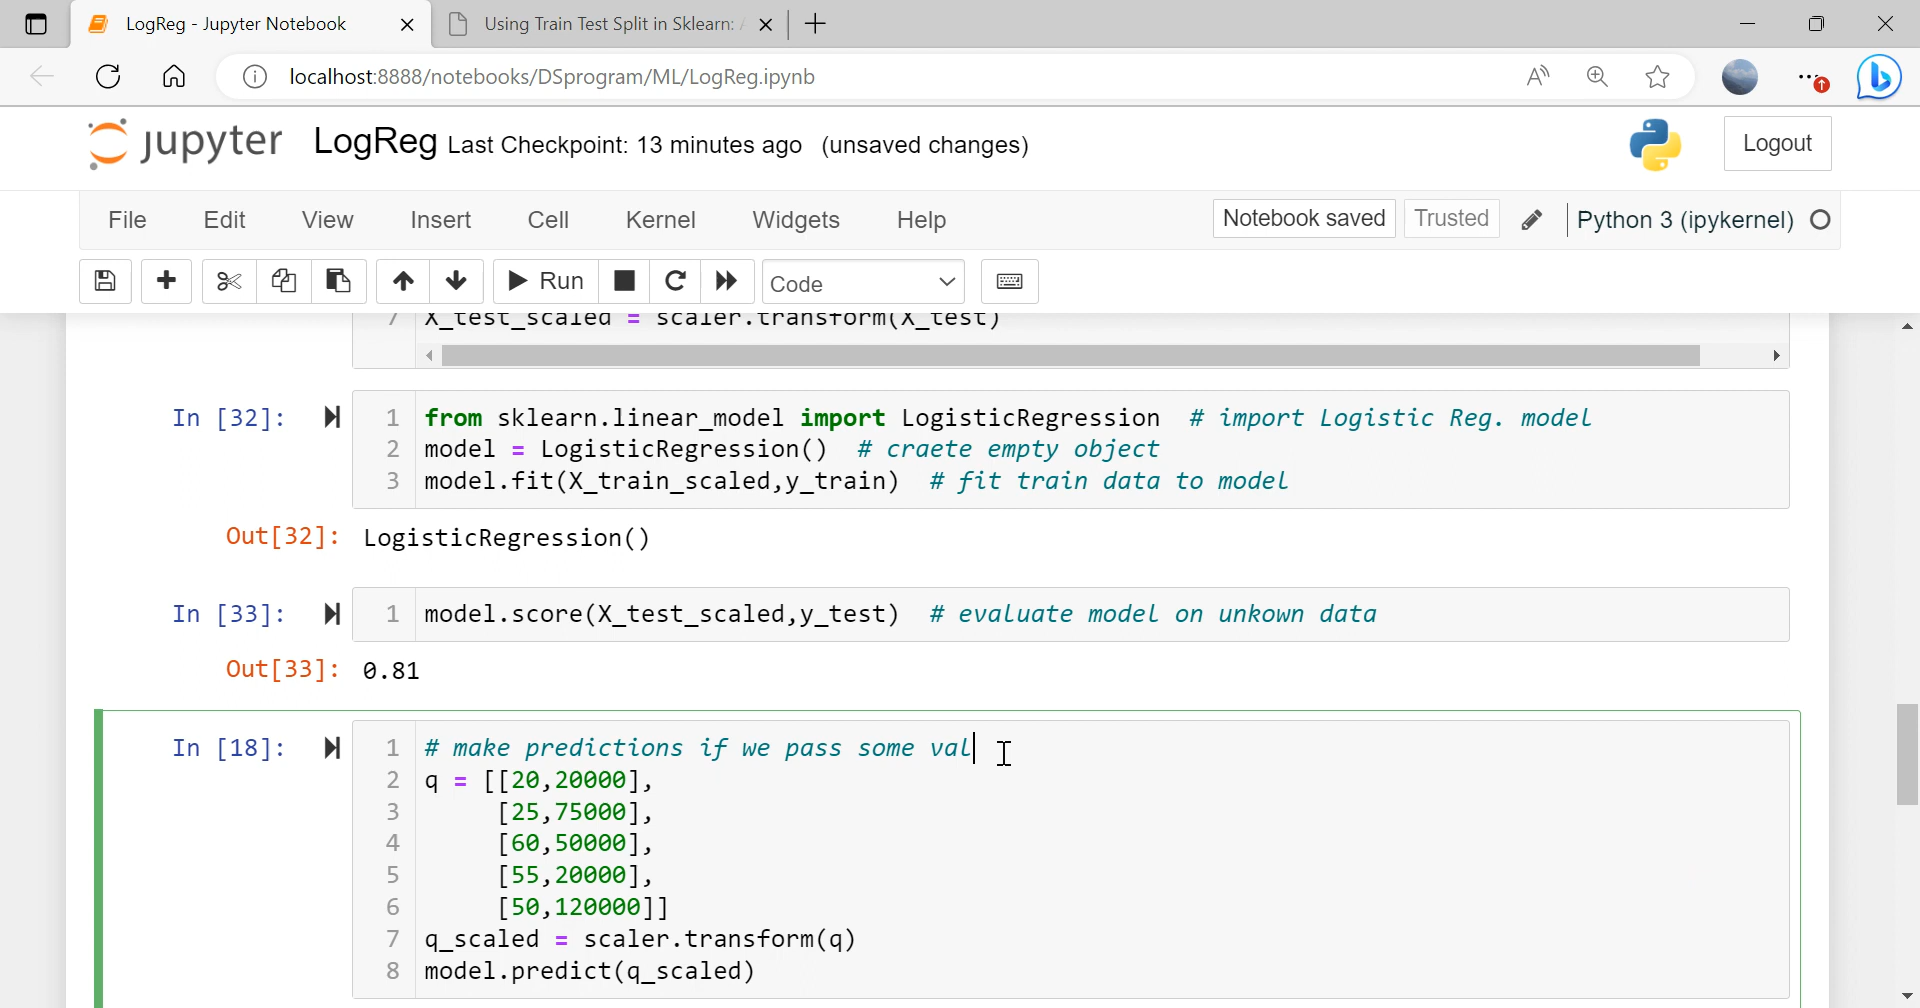 LogReg - Jupyter Notebook
Using Train Test Split in Sklearn:
localhost:8888/notebooks/DSprogram/ML/LogReg.ipynb
jupyter LogReg Last Checkpoint: 13 minutes ago (unsaved changes)
Logout
File Edit View Insert Cell Kernel Widgets Help Notebook saved Trusted Python 3 (ipykernel)
Run Code
7 X_test_scaled = scaler.transform(X_test)
In [32]: 1 from sklearn.linear_model import LogisticRegression # import Logistic Reg. model
2 model = LogisticRegression() # craete empty object
3 model.fit(X_train_scaled,y_train) # fit train data to model
Out[32]: LogisticRegression()
In [33]: 1 model.score(X_test_scaled,y_test) # evaluate model on unkown data
Out[33]: 0.81
In [18]: 1 # make predictions if we pass some val
2 q = [[20,20000],
3 [25,75000],
4 [60,50000],
5 [55,20000],
6 [50,120000]]
7 q_scaled = scaler.transform(q)
8 model.predict(q_scaled)